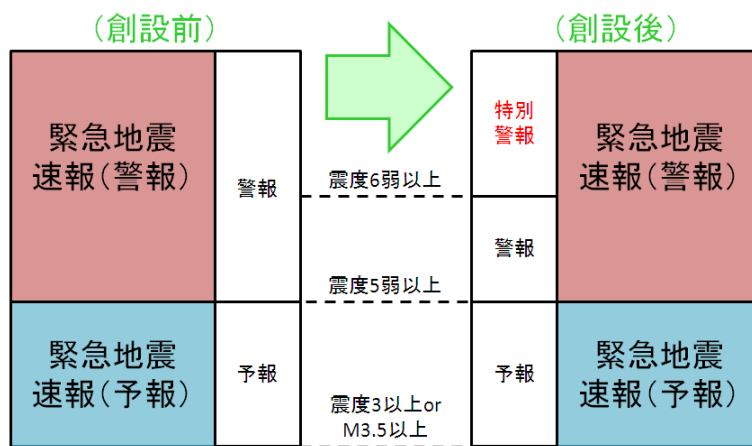 (創設前)
(創設後)
緊急地震
速報(警報)
警報
震度6弱以上
特別
警報
緊急地震
速報(警報)
警報
震度5弱以上
緊急地震
速報(予報)
予報
震度3以上or
M3.5以上
予報
緊急地震
速報(予報)